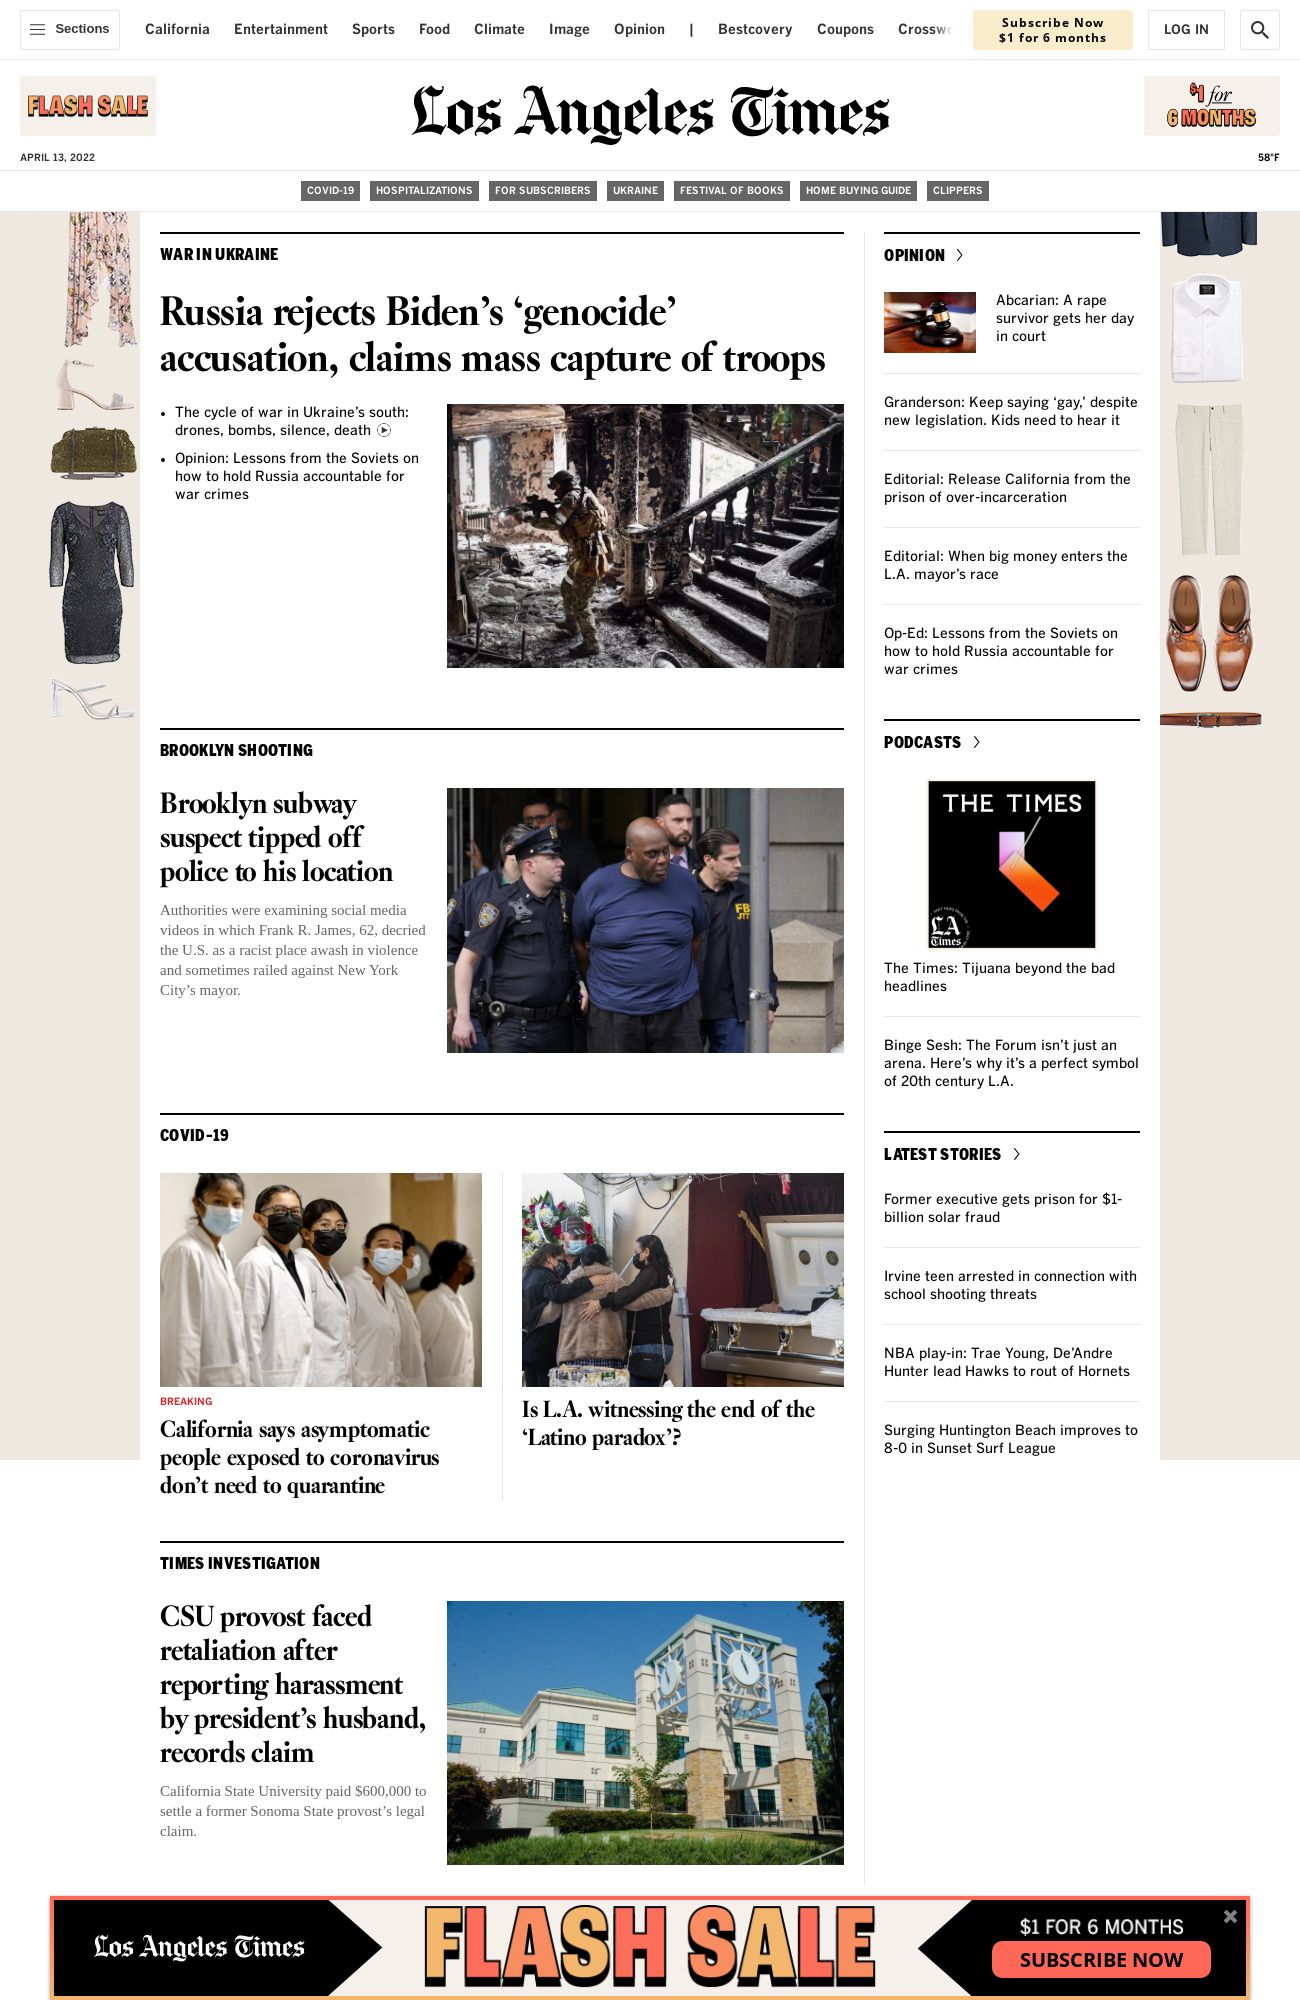 Sections
California
Entertainment
Sports
Food
Climate
Image
Opinion
|
Bestcovery
Coupons
Subscribe Now
$1 for 6 months
LOG IN
FLASH SALE
Los Angeles Times
$1 for
6 MONTHS
APRIL 13, 2022
58°F
COVID-19
HOSPITALIZATIONS
FOR SUBSCRIBERS
UKRAINE
FESTIVAL OF BOOKS
HOME BUYING GUIDE
CLIPPERS
WAR IN UKRAINE
Russia rejects Biden’s ‘genocide’
accusation, claims mass capture of troops
• The cycle of war in Ukraine’s south:
drones, bombs, silence, death
• Opinion: Lessons from the Soviets on
how to hold Russia accountable for
war crimes
BROOKLYN SHOOTING
Brooklyn subway
suspect tipped off
police to his location
Authorities were examining social media
videos in which Frank R. James, 62, decried
the U.S. as a racist place awash in violence
and sometimes railed against New York
City’s mayor.
FB
COVID-19
BREAKING
California says asymptomatic
people exposed to coronavirus
don’t need to quarantine
Is L.A. witnessing the end of the
‘Latino paradox’?
TIMES INVESTIGATION
CSU provost faced
retaliation after
reporting harassment
by president’s husband,
records claim
California State University paid $600,000 to
settle a former Sonoma State provost’s legal
claim.
OPINION
Abcarian: A rape
survivor gets her day
in court
Granderson: Keep saying ‘gay,’ despite
new legislation. Kids need to hear it
Editorial: Release California from the
prison of over-incarceration
Editorial: When big money enters the
L.A. mayor’s race
Op-Ed: Lessons from the Soviets on
how to hold Russia accountable for
war crimes
PODCASTS
THE TIMES
LA
Times
The Times: Tijuana beyond the bad
headlines
Binge Sesh: The Forum isn’t just an
arena. Here’s why it’s a perfect symbol
of 20th century L.A.
LATEST STORIES
Former executive gets prison for $1-
billion solar fraud
Irvine teen arrested in connection with
school shooting threats
NBA play-in: Trae Young, De’Andre
Hunter lead Hawks to rout of Hornets
Surging Huntington Beach improves to
8-0 in Sunset Surf League
Los Angeles Times
FLASH SALE
$1 FOR 6 MONTHS
SUBSCRIBE NOW